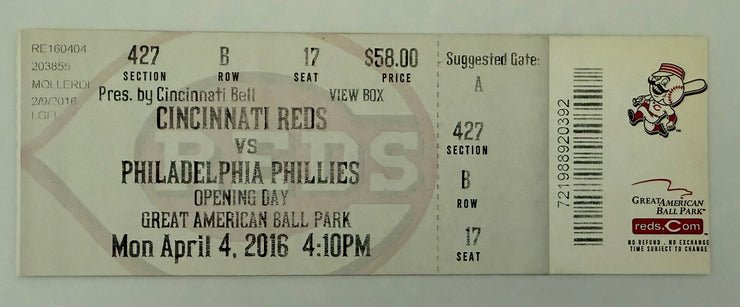 RE160404
203855
MOLLERDI
2/9/2016
427 B 17 $58.00
SECTION ROW SEAT PRICE
Pres. by Cincinnati Bell VIEW BOX
CINCINNATI REDS
VS
PHILADELPHIA PHILLIES
OPENING DAY
GREAT AMERICAN BALL PARK
Mon April 4, 2016 4:10PM
REDS
Suggested Gate:
A
427
SECTION
B
ROW
17
SEAT
721988920392
GREAT AMERICAN
BALL PARK™
reds.com
NO REFUND . NO EXCHANGE
TIME SUBJECT TO CHANGE